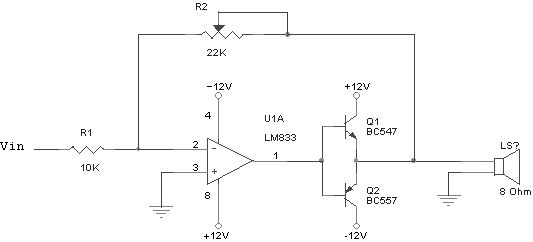 R2
22K
-12V
+12V
4
U1A
LM833
Q1
BC547
R1
Vin
2
-
1
LS?
10K
3
+
Q2
BC557
8 Ohm
8
+12V
-12V